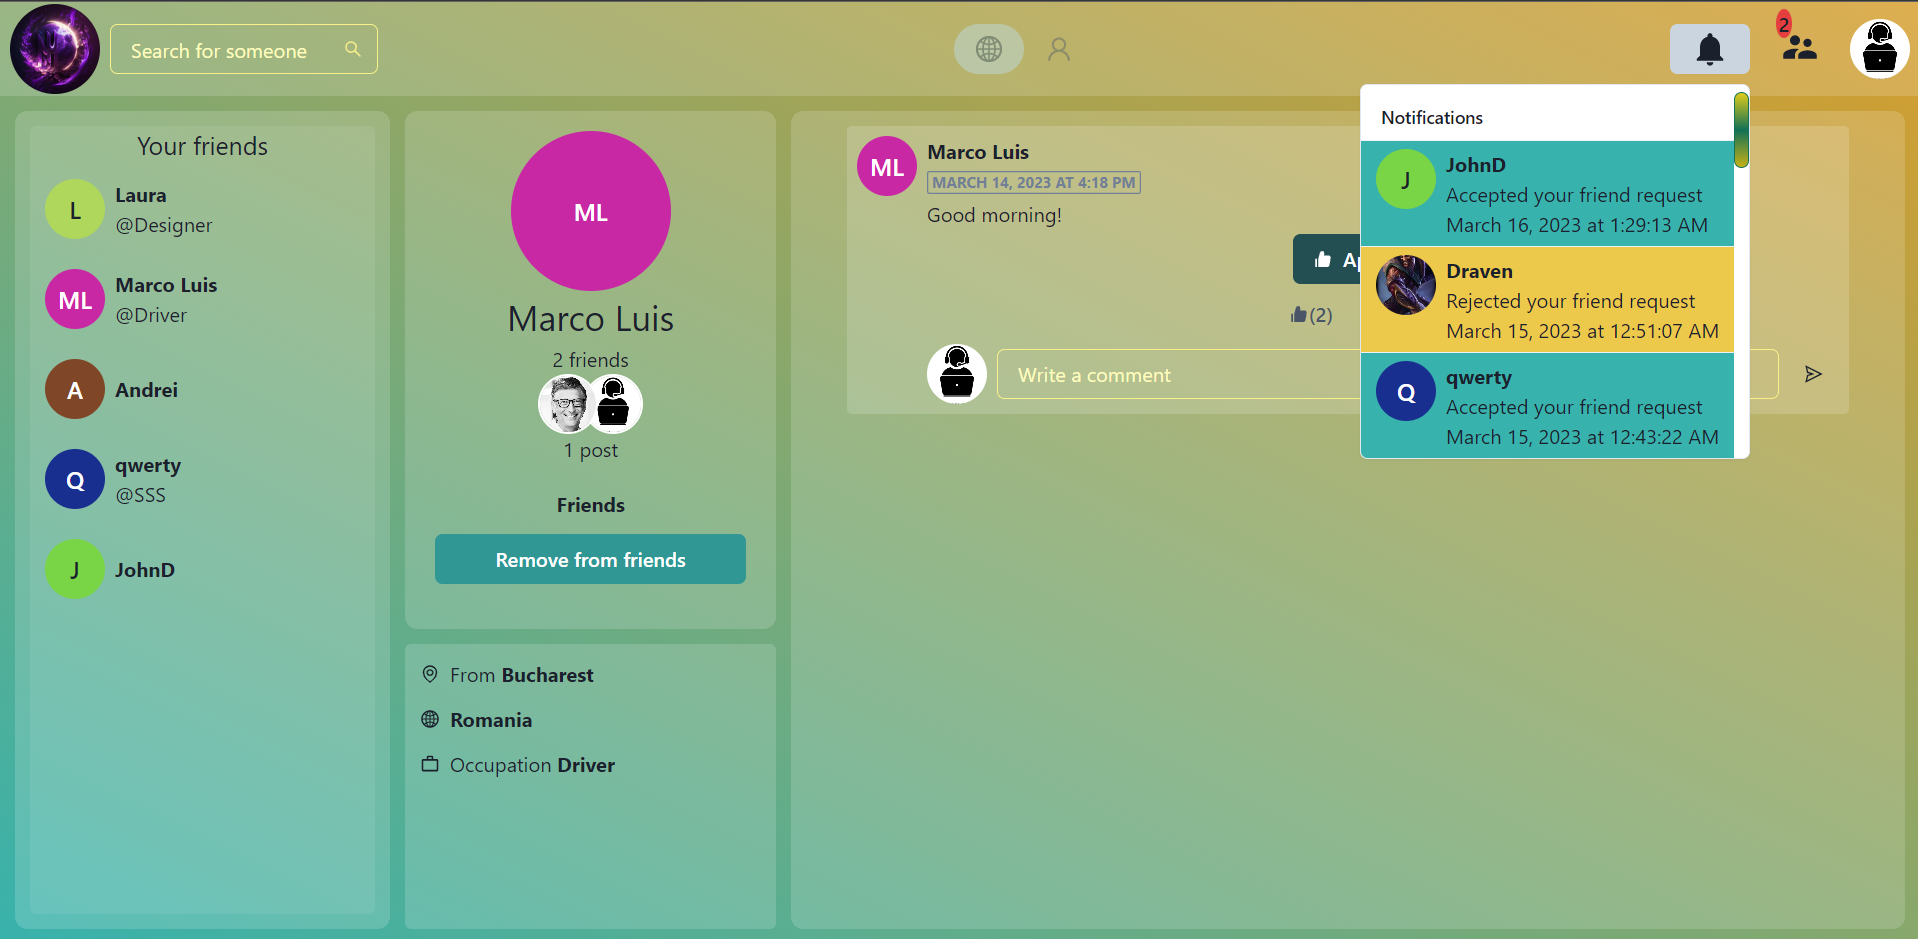 Search for someone
2
Your friends
L
Laura
@Designer
ML
Marco Luis
@Driver
A
Andrei
Q
qwerty
@SSS
J
JohnD
ML
Marco Luis
2 friends
1 post
Friends
Remove from friends
From Bucharest
Romania
Occupation Driver
ML
Marco Luis
MARCH 14, 2023 AT 4:18 PM
Good morning!
(2)
Write a comment
Notifications
J
JohnD
Accepted your friend request
March 16, 2023 at 1:29:13 AM
Draven
Rejected your friend request
March 15, 2023 at 12:51:07 AM
Q
qwerty
Accepted your friend request
March 15, 2023 at 12:43:22 AM